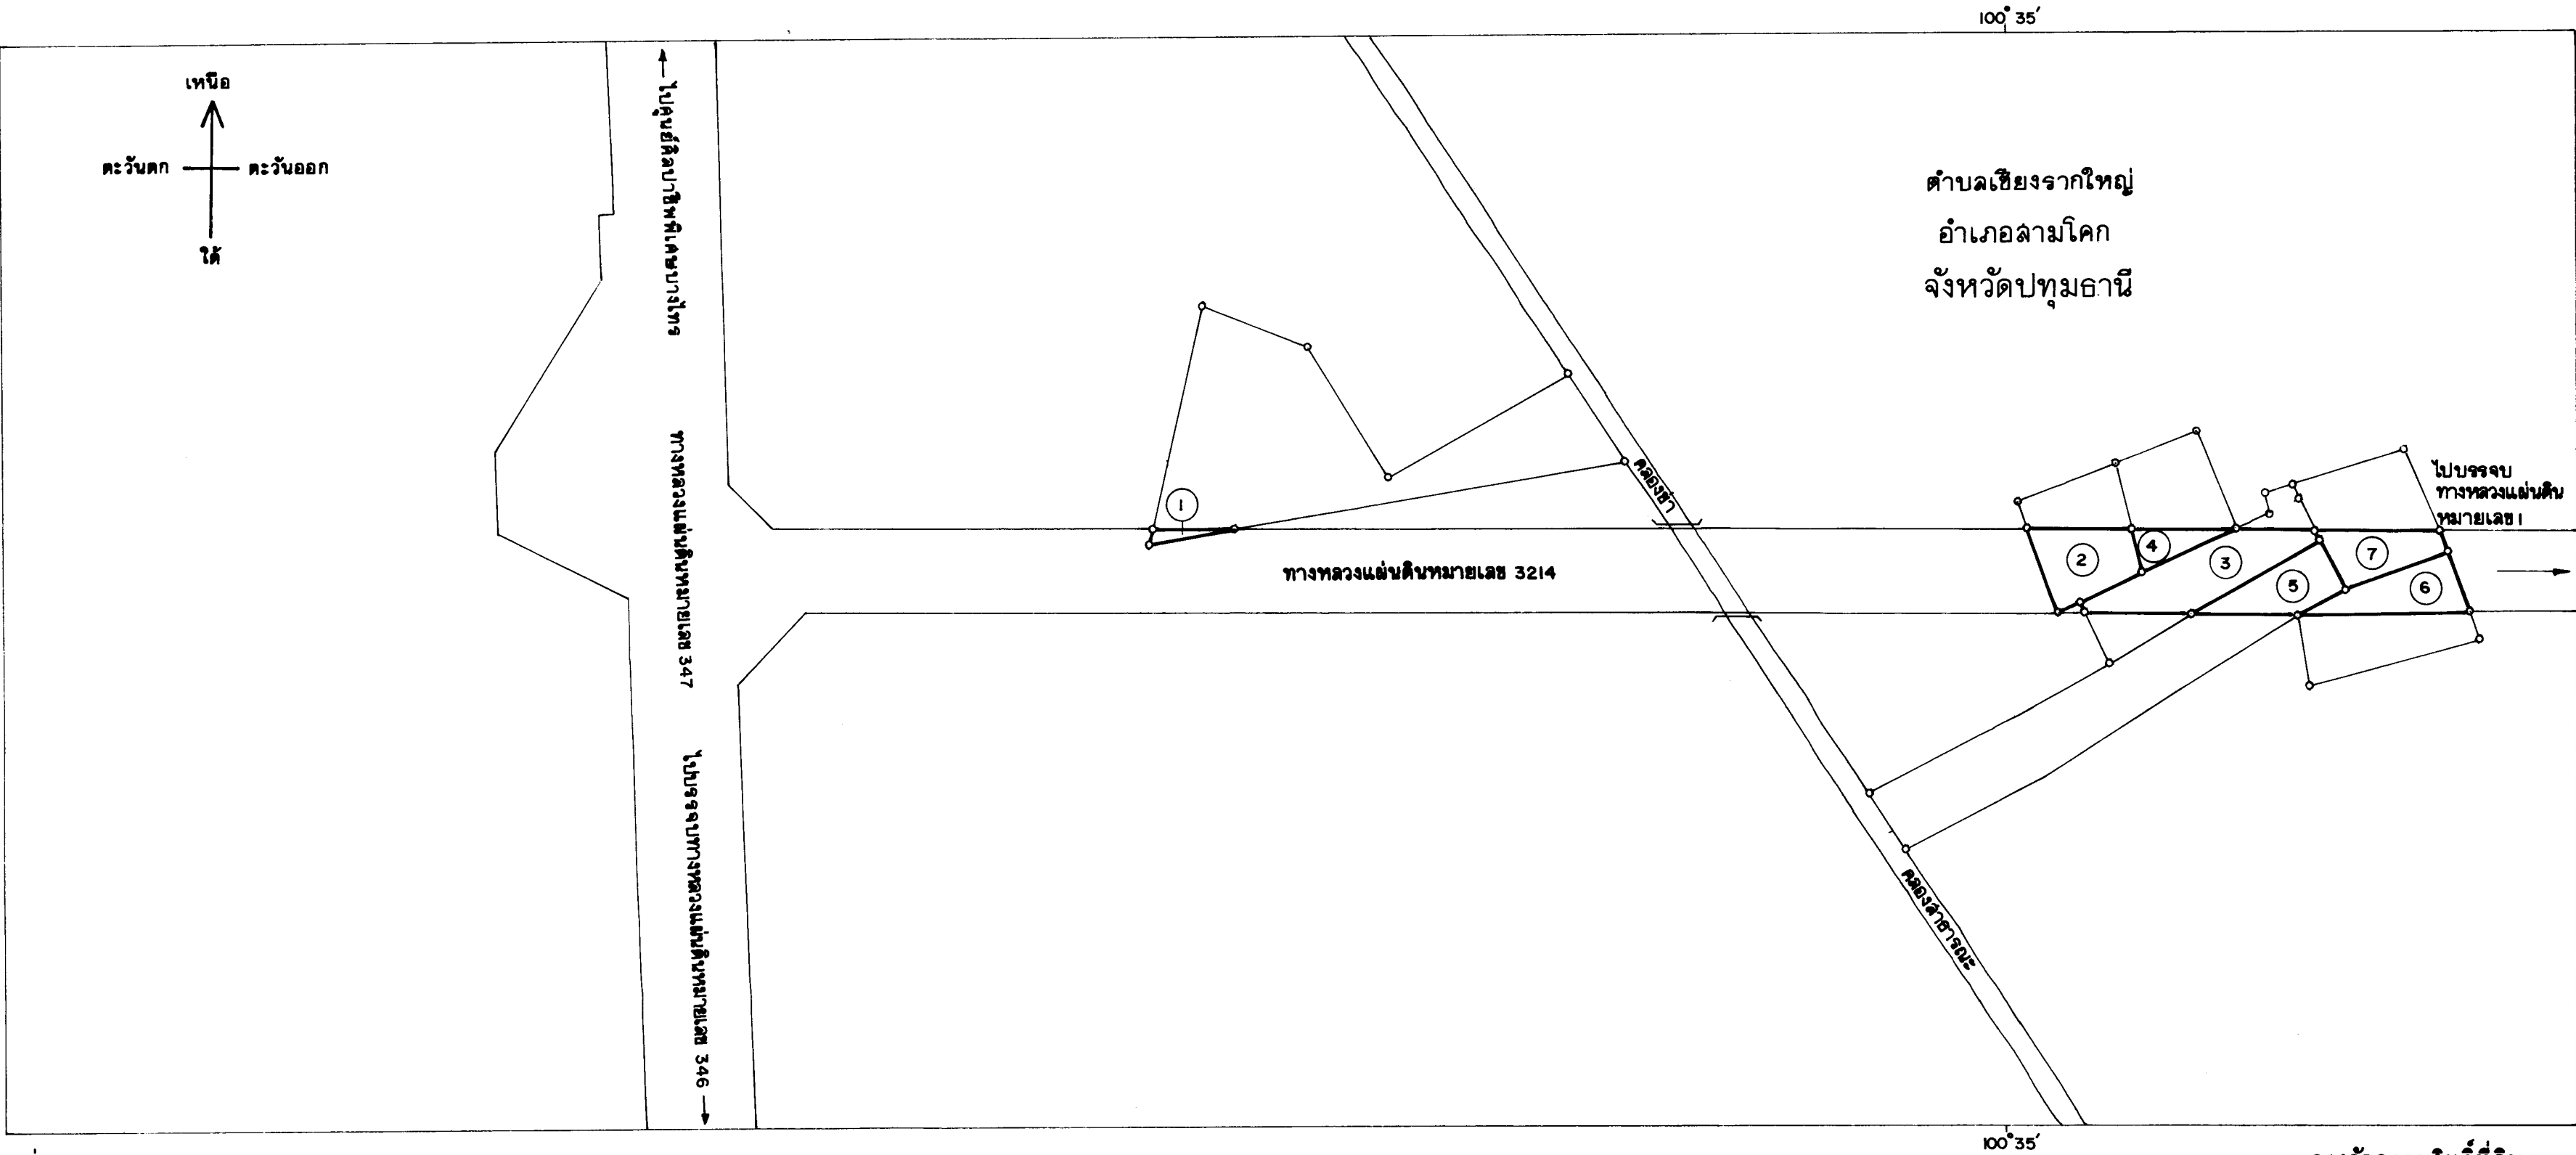 100° 35′
เหนือ
ตะวันตก
ตะวันออก
ใต้
ไปศูนย์ศิลปาชีพพิเศษบางไทร
ทางหลวงแผ่นดินหมายเลข 347
ไปบรรจบทางหลวงแผ่นดินหมายเลข 346
ตำบลเชียงรากใหญ่
อำเภอสามโคก
จังหวัดปทุมธานี
1
คลองซ่า
ทางหลวงแผ่นดินหมายเลข 3214
ไปบรรจบ
ทางหลวงแผ่นดิน
หมายเลข 1
2
4
3
5
7
6
คลองสาธารณะ
100° 35′